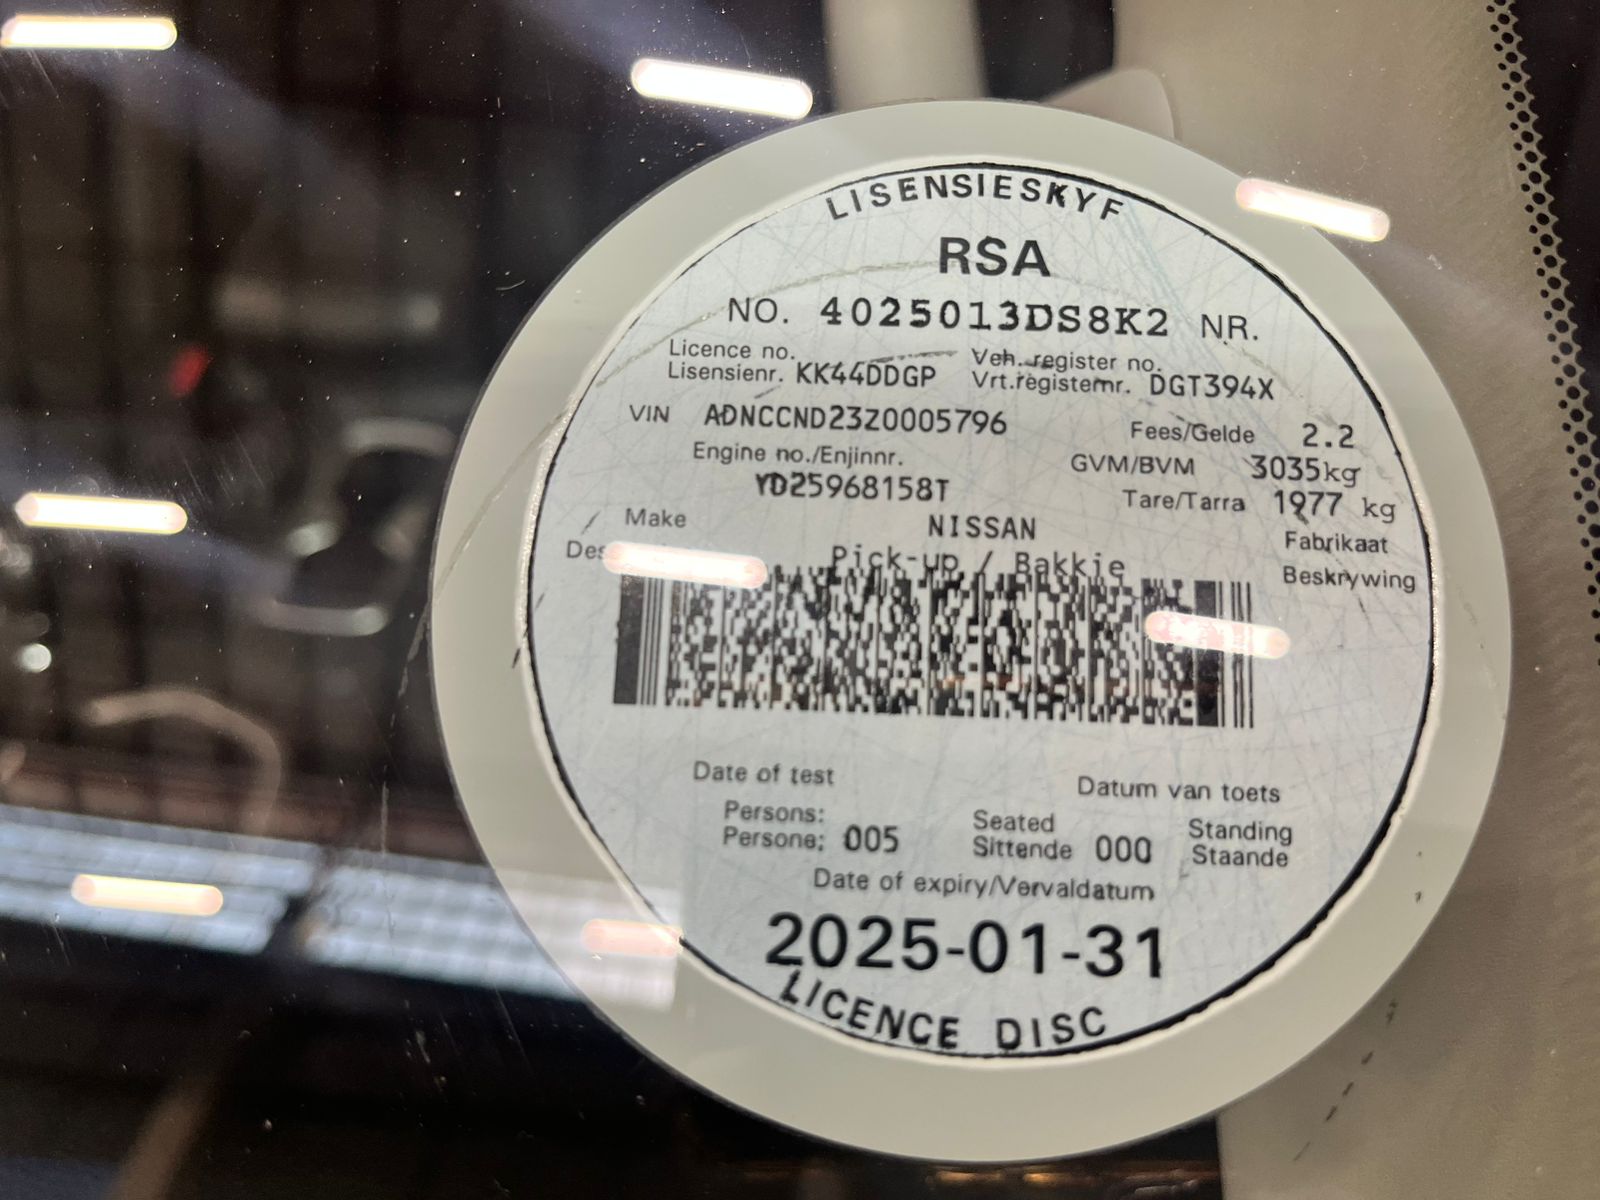 LISENSIESKYF
RSA
NO. 4025013DS8K2 NR.
Licence no. Veh. register no.
Lisensienr. KK44DDGP Vrt.registernr. DGT394X
VIN ADNCCND23Z0005796 Fees/Gelde 2.2
Engine no./Enjinnr. GVM/BVM 3035kg
YD25968158T Tare/Tarra 1977 kg
Make NISSAN Fabrikaat
Pick-up / Bakkie Beskrywing
Date of test Datum van toets
Persons: Seated Standing
Persone: 005 Sittende 000 Staande
Date of expiry/Vervaldatum
2025-01-31
LICENCE DISC